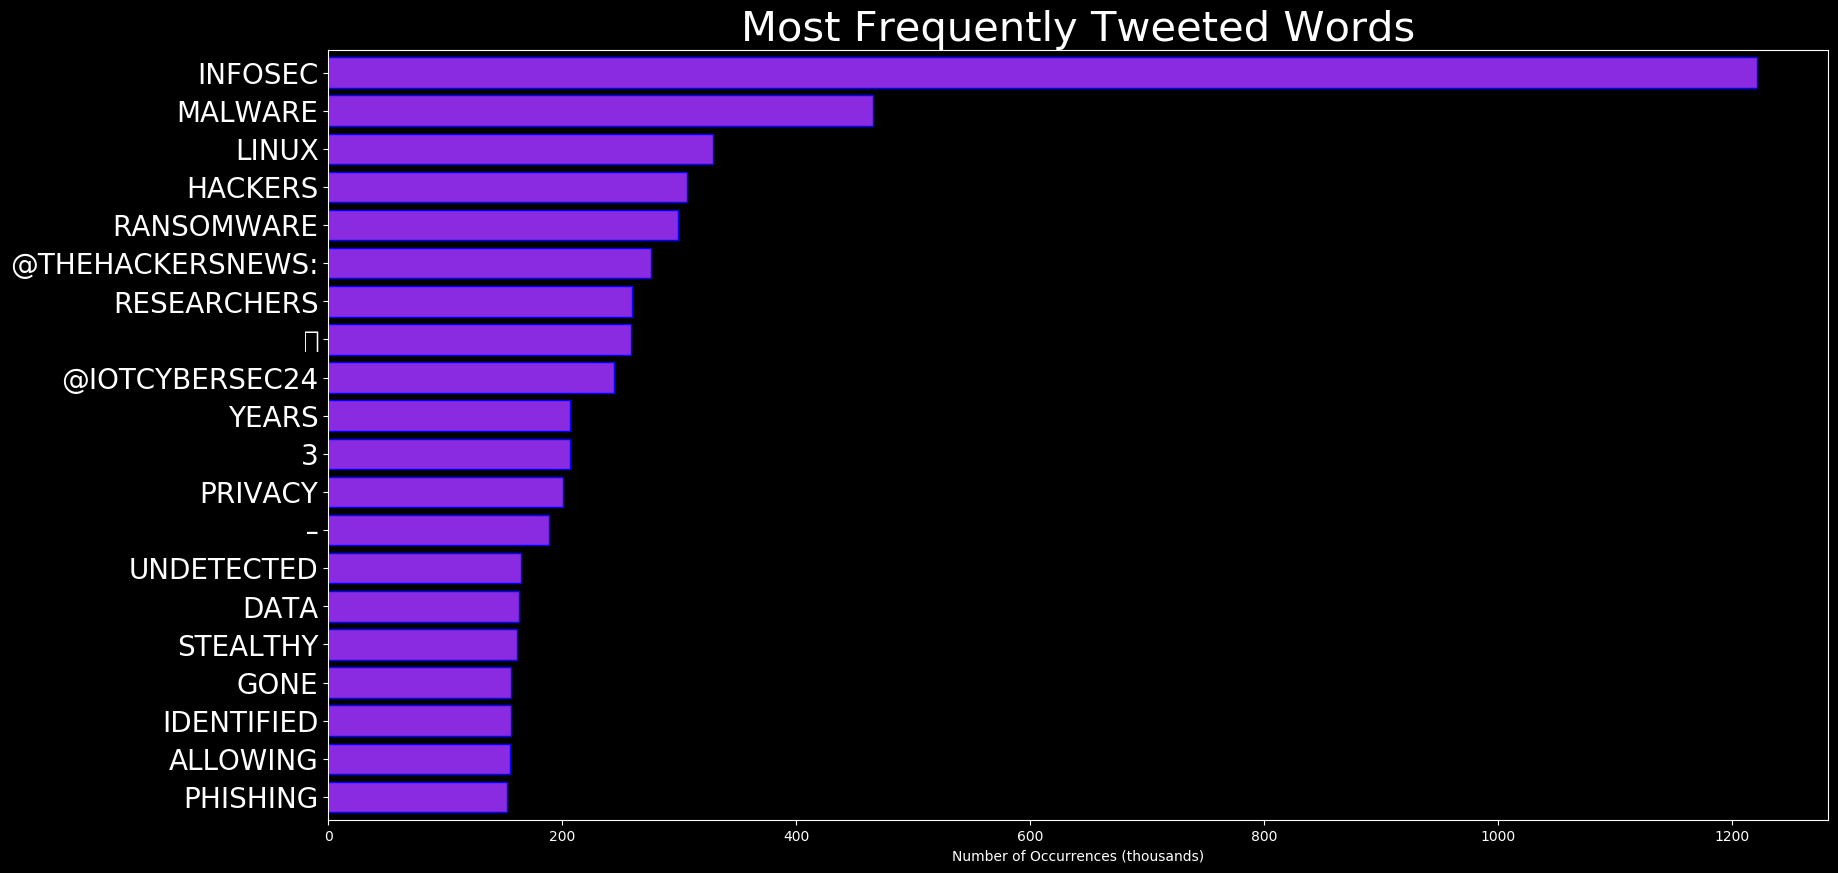 Most Frequently Tweeted Words
INFOSEC
MALWARE
LINUX
HACKERS
RANSOMWARE
@THEHACKERSNEWS:
RESEARCHERS
@IOTCYBERSEC24
YEARS
3
PRIVACY
–
UNDETECTED
DATA
STEALTHY
GONE
IDENTIFIED
ALLOWING
PHISHING
0 200 400 600 800 1000 1200
Number of Occurrences (thousands)